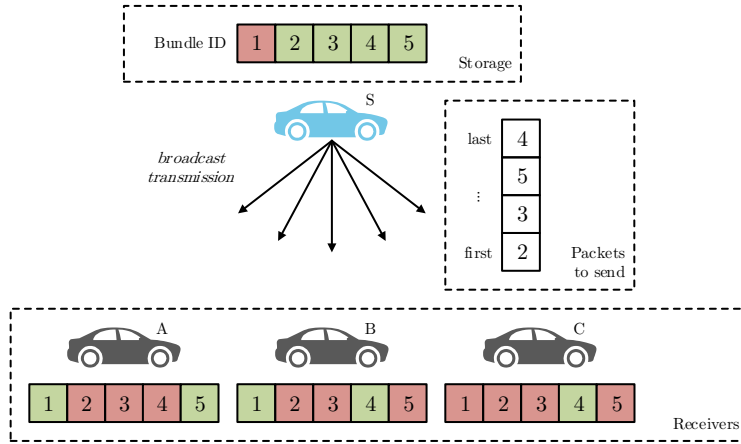 Bundle ID 1 2 3 4 5
Storage
S
broadcast
transmission
last 4
5
... 3
first 2
Packets
to send
A B C
1 2 3 4 5 1 2 3 4 5 1 2 3 4 5
Receivers